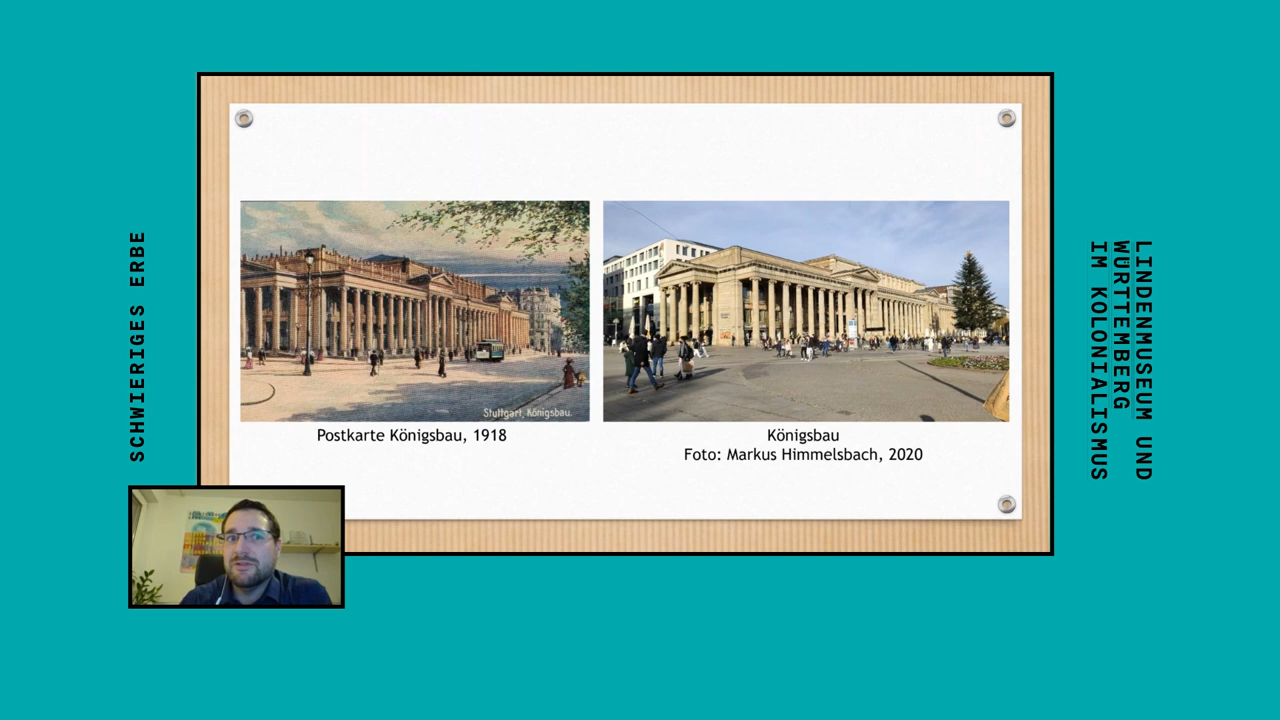 SCHWIERIGES ERBE
Stuttgart, Königsbau.
Postkarte Königsbau, 1918
Königsbau
Foto: Markus Himmelsbach, 2020
LINDENMUSEUM UND
WÜRTTEMBERG
IM KOLONIALISMUS